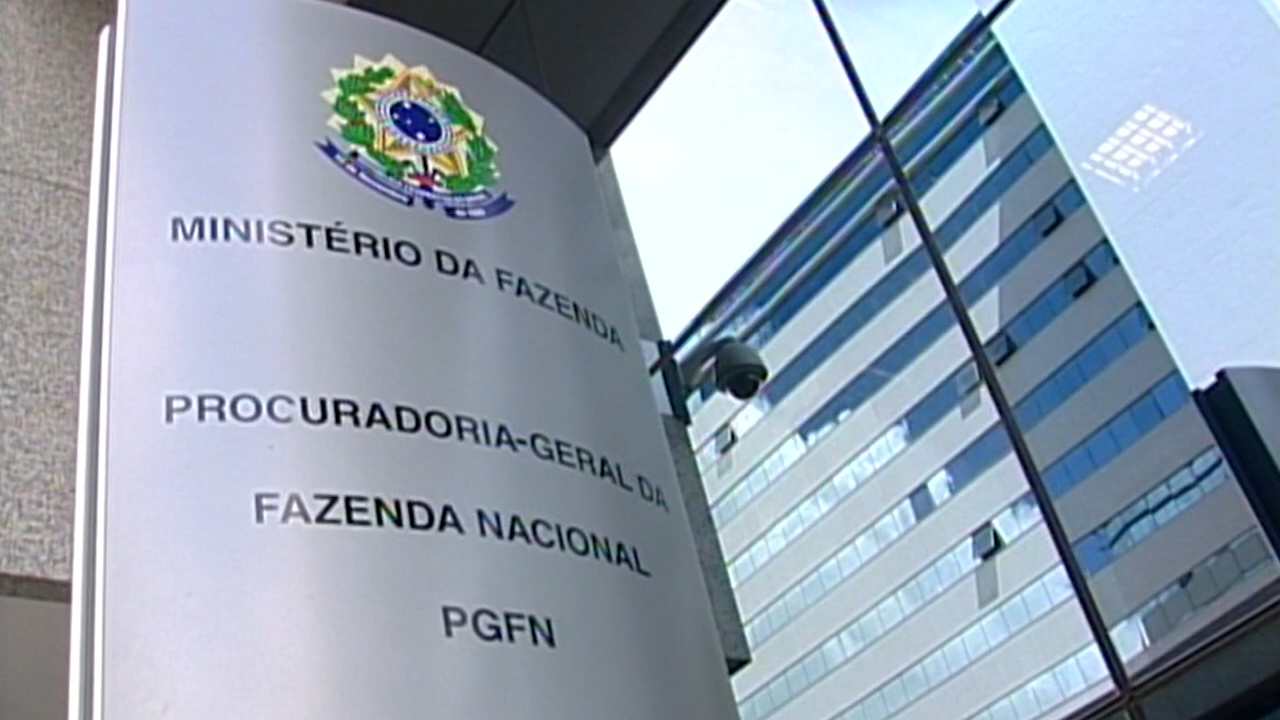 MINISTÉRIO DA FAZENDA
PROCURADORIA-GERAL DA
FAZENDA NACIONAL
PGFN